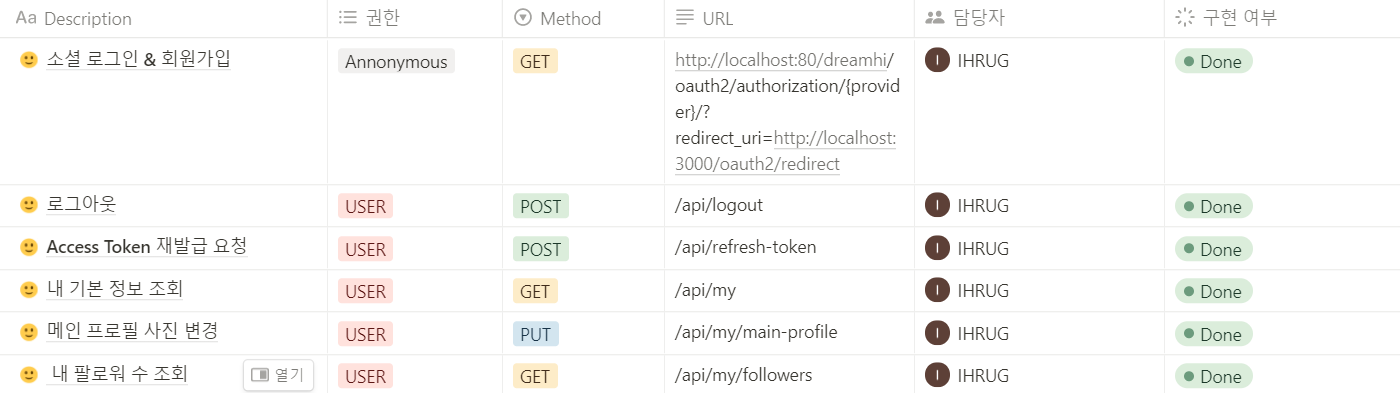 Aa Description 권한 Method URL 담당자 구현 여부
소셜 로그인 & 회원가입 Annonymous GET http://localhost:80/dreamhi/ I IHRUG Done
oauth2/authorization/{provid
er}/?
redirect_uri=http://localhost:
3000/oauth2/redirect
로그아웃 USER POST /api/logout I IHRUG Done
Access Token 재발급 요청 USER POST /api/refresh-token I IHRUG Done
내 기본 정보 조회 USER GET /api/my I IHRUG Done
메인 프로필 사진 변경 USER PUT /api/my/main-profile I IHRUG Done
내 팔로워 수 조회 열기 USER GET /api/my/followers I IHRUG Done